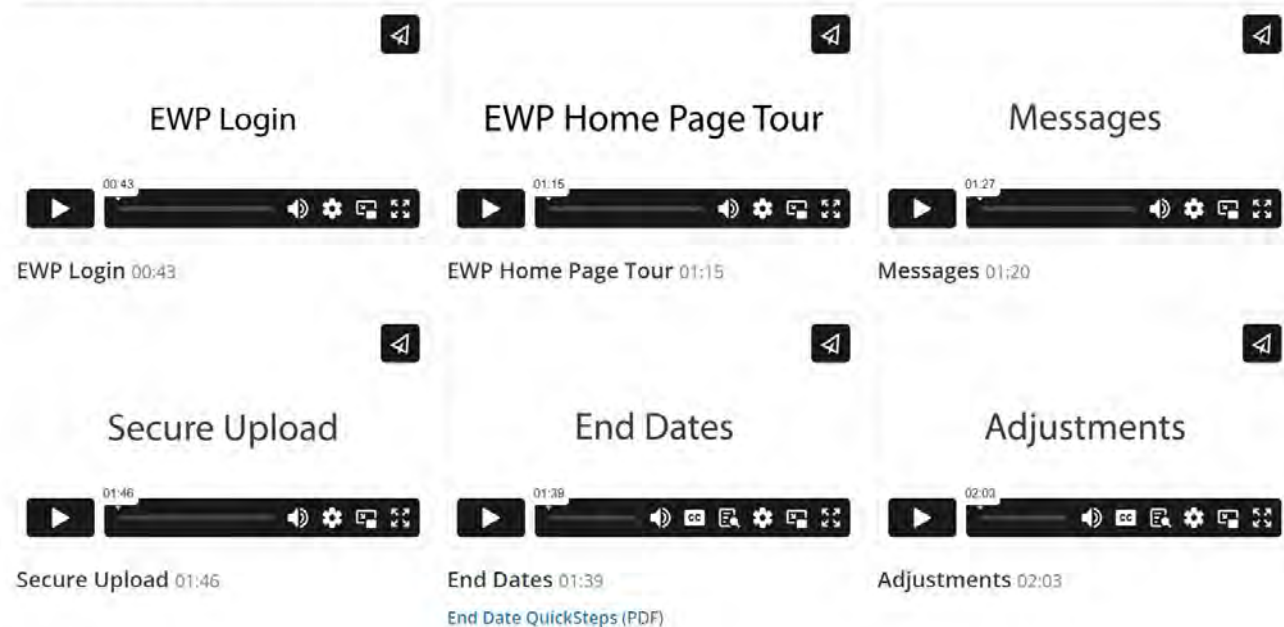 EWP Login
EWP Home Page Tour
Messages
00:43
01:15
01:27
EWP Login 00:43
EWP Home Page Tour 01:15
Messages 01:20
Secure Upload
End Dates
Adjustments
01:46
01:39
CC
02:03
CC
Secure Upload 01:46
End Dates 01:39
Adjustments 02:03
End Date QuickSteps (PDF)